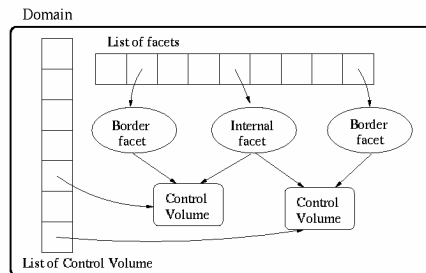 Domain
List of facets
Border
facet
Internal
facet
Border
facet
Control
Volume
Control
Volume
List of Control Volume